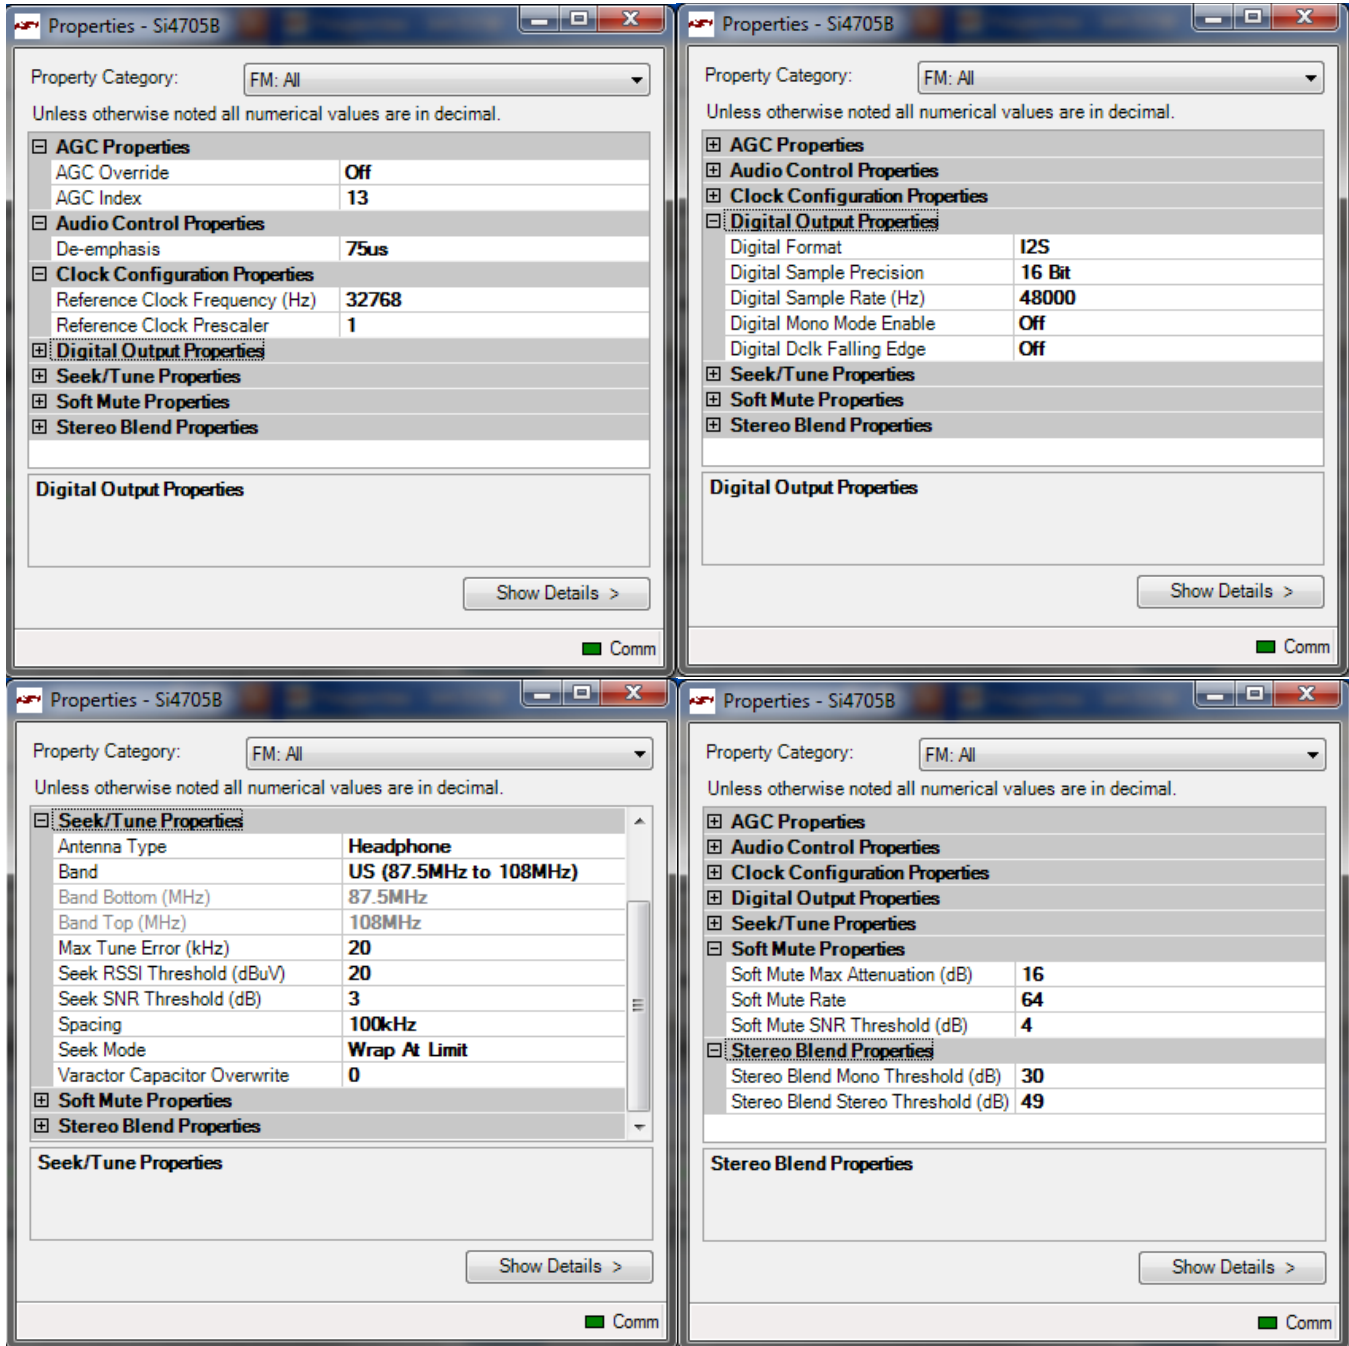 Properties - Si4705B
Property Category: FM: All
Unless otherwise noted all numerical values are in decimal.
AGC Properties
AGC Override Off
AGC Index 13
Audio Control Properties
De-emphasis 75us
Clock Configuration Properties
Reference Clock Frequency (Hz) 32768
Reference Clock Prescaler 1
Digital Output Properties
Seek/Tune Properties
Soft Mute Properties
Stereo Blend Properties
Digital Output Properties
Show Details >
Comm
Properties - Si4705B
Property Category: FM: All
Unless otherwise noted all numerical values are in decimal.
AGC Properties
Audio Control Properties
Clock Configuration Properties
Digital Output Properties
Digital Format I2S
Digital Sample Precision 16 Bit
Digital Sample Rate (Hz) 48000
Digital Mono Mode Enable Off
Digital Dclk Falling Edge Off
Seek/Tune Properties
Soft Mute Properties
Stereo Blend Properties
Digital Output Properties
Show Details >
Comm
Properties - Si4705B
Property Category: FM: All
Unless otherwise noted all numerical values are in decimal.
Seek/Tune Properties
Antenna Type Headphone
Band US (87.5MHz to 108MHz)
Band Bottom (MHz) 87.5MHz
Band Top (MHz) 108MHz
Max Tune Error (kHz) 20
Seek RSSI Threshold (dBuV) 20
Seek SNR Threshold (dB) 3
Spacing 100kHz
Seek Mode Wrap At Limit
Varactor Capacitor Overwrite 0
Soft Mute Properties
Stereo Blend Properties
Seek/Tune Properties
Show Details >
Comm
Properties - Si4705B
Property Category: FM: All
Unless otherwise noted all numerical values are in decimal.
AGC Properties
Audio Control Properties
Clock Configuration Properties
Digital Output Properties
Seek/Tune Properties
Soft Mute Properties
Soft Mute Max Attenuation (dB) 16
Soft Mute Rate 64
Soft Mute SNR Threshold (dB) 4
Stereo Blend Properties
Stereo Blend Mono Threshold (dB) 30
Stereo Blend Stereo Threshold (dB) 49
Stereo Blend Properties
Show Details >
Comm